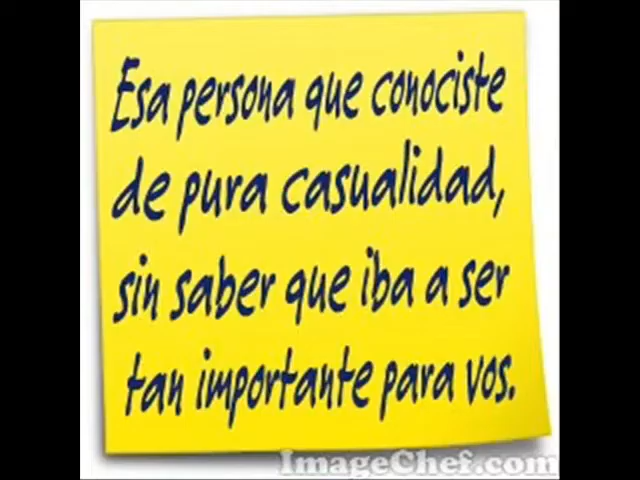 Esa persona que conociste
de pura casualidad,
sin saber que iba a ser
tan importante para vos.
ImageChef.com